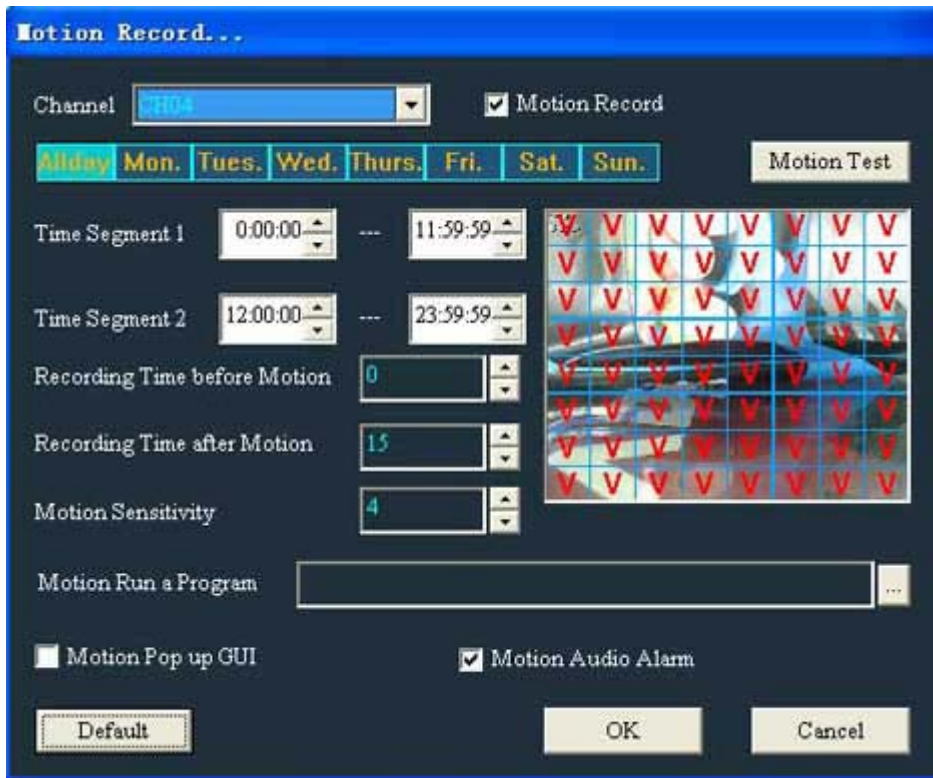 Motion Record...
Channel CH04 Motion Record
Allday Mon. Tues. Wed. Thurs. Fri. Sat. Sun. Motion Test
Time Segment 1 0:00:00 --- 11:59:59
Time Segment 2 12:00:00 --- 23:59:59
Recording Time before Motion 0
Recording Time after Motion 15
Motion Sensitivity 4
V V V V V V V V
V V V V V V V V
V V V V V V V V
V V V V V V V V
V V V V V V V V
V V V V V V V V
V V V V V V V V
V V V V V V V V
Motion Run a Program ...
Motion Pop up GUI Motion Audio Alarm
Default OK Cancel